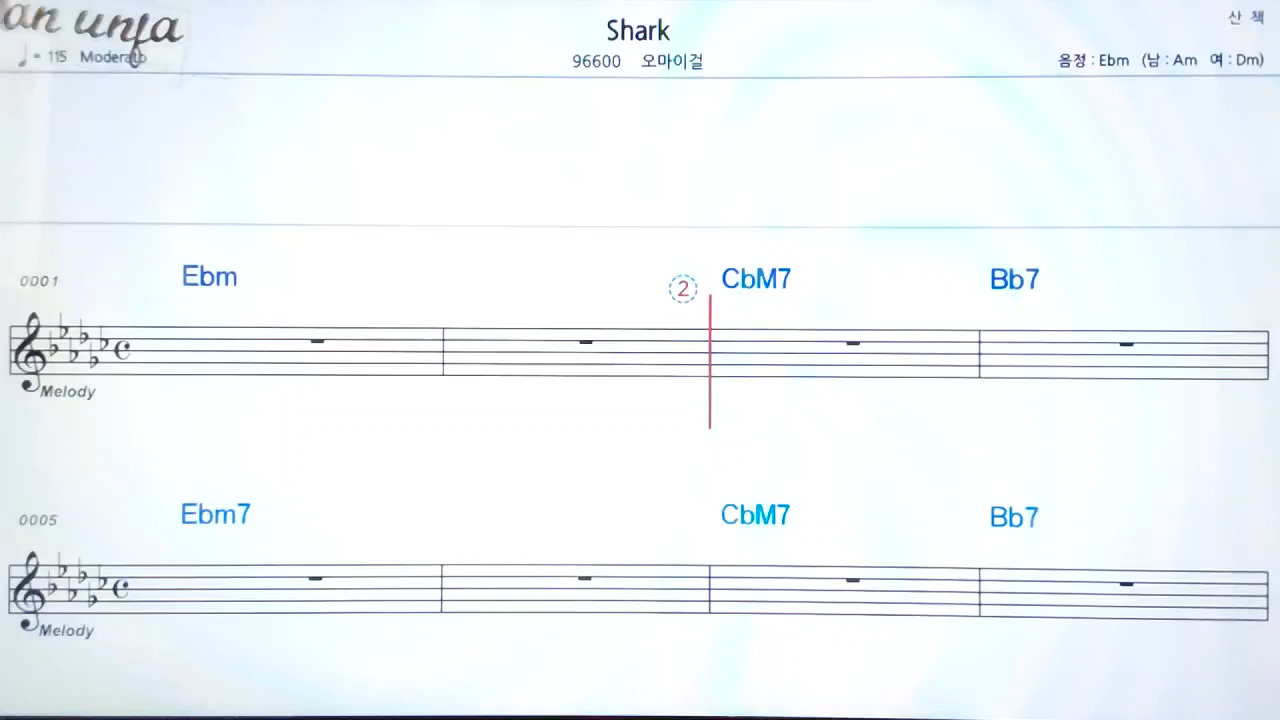 an unfa
♩ = 115 Moderato
Shark
산 책
96600 오마이걸
음정 : Ebm (남 : Am 여 : Dm)
0001
Ebm
2
CbM7
Bb7
Melody
0005
Ebm7
CbM7
Bb7
Melody